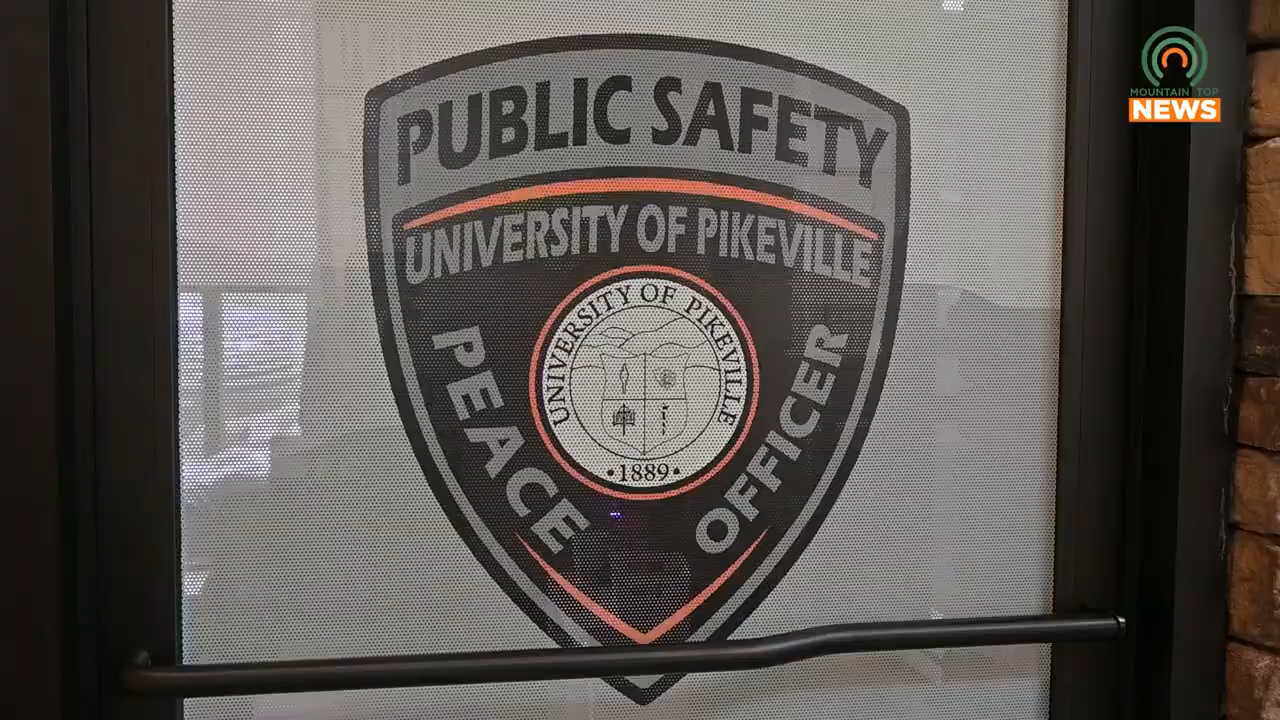 MOUNTAIN TOP
NEWS
PUBLIC SAFETY
UNIVERSITY OF PIKEVILLE
UNIVERSITY OF PIKEVILLE
•1889•
PEACE
OFFICER